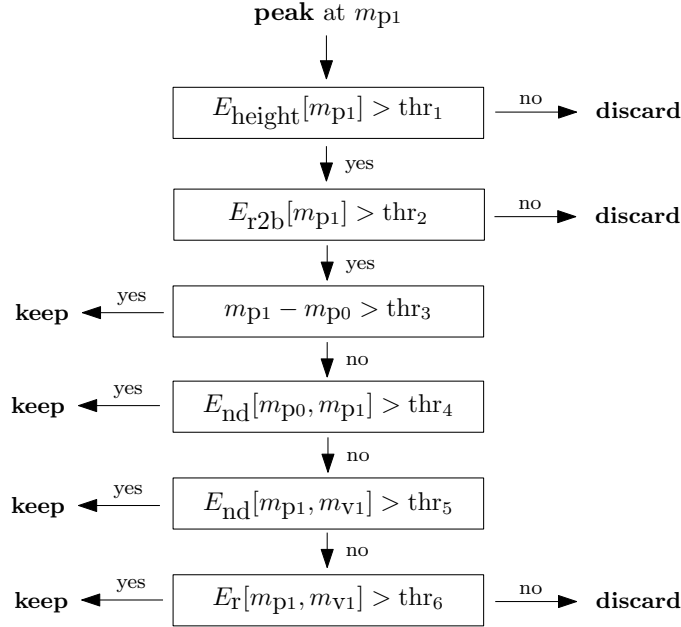 peak at m_p1
E_height[m_p1] > thr_1 no discard
yes
E_r2b[m_p1] > thr_2 no discard
yes
keep yes m_p1 − m_p0 > thr_3
no
keep yes E_nd[m_p0, m_p1] > thr_4
no
keep yes E_nd[m_p1, m_v1] > thr_5
no
keep yes E_r[m_p1, m_v1] > thr_6 no discard